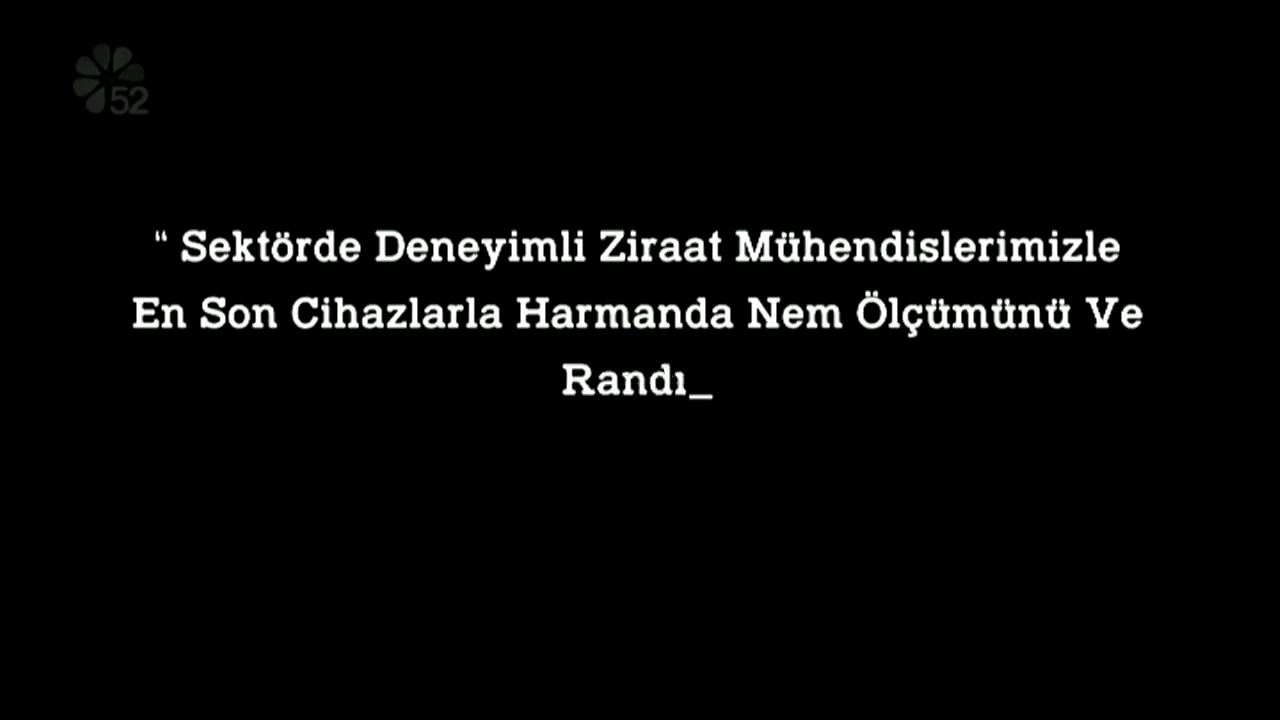 52
“ Sektörde Deneyimli Ziraat Mühendislerimizle
En Son Cihazlarla Harmanda Nem Ölçümünü Ve
Randı_